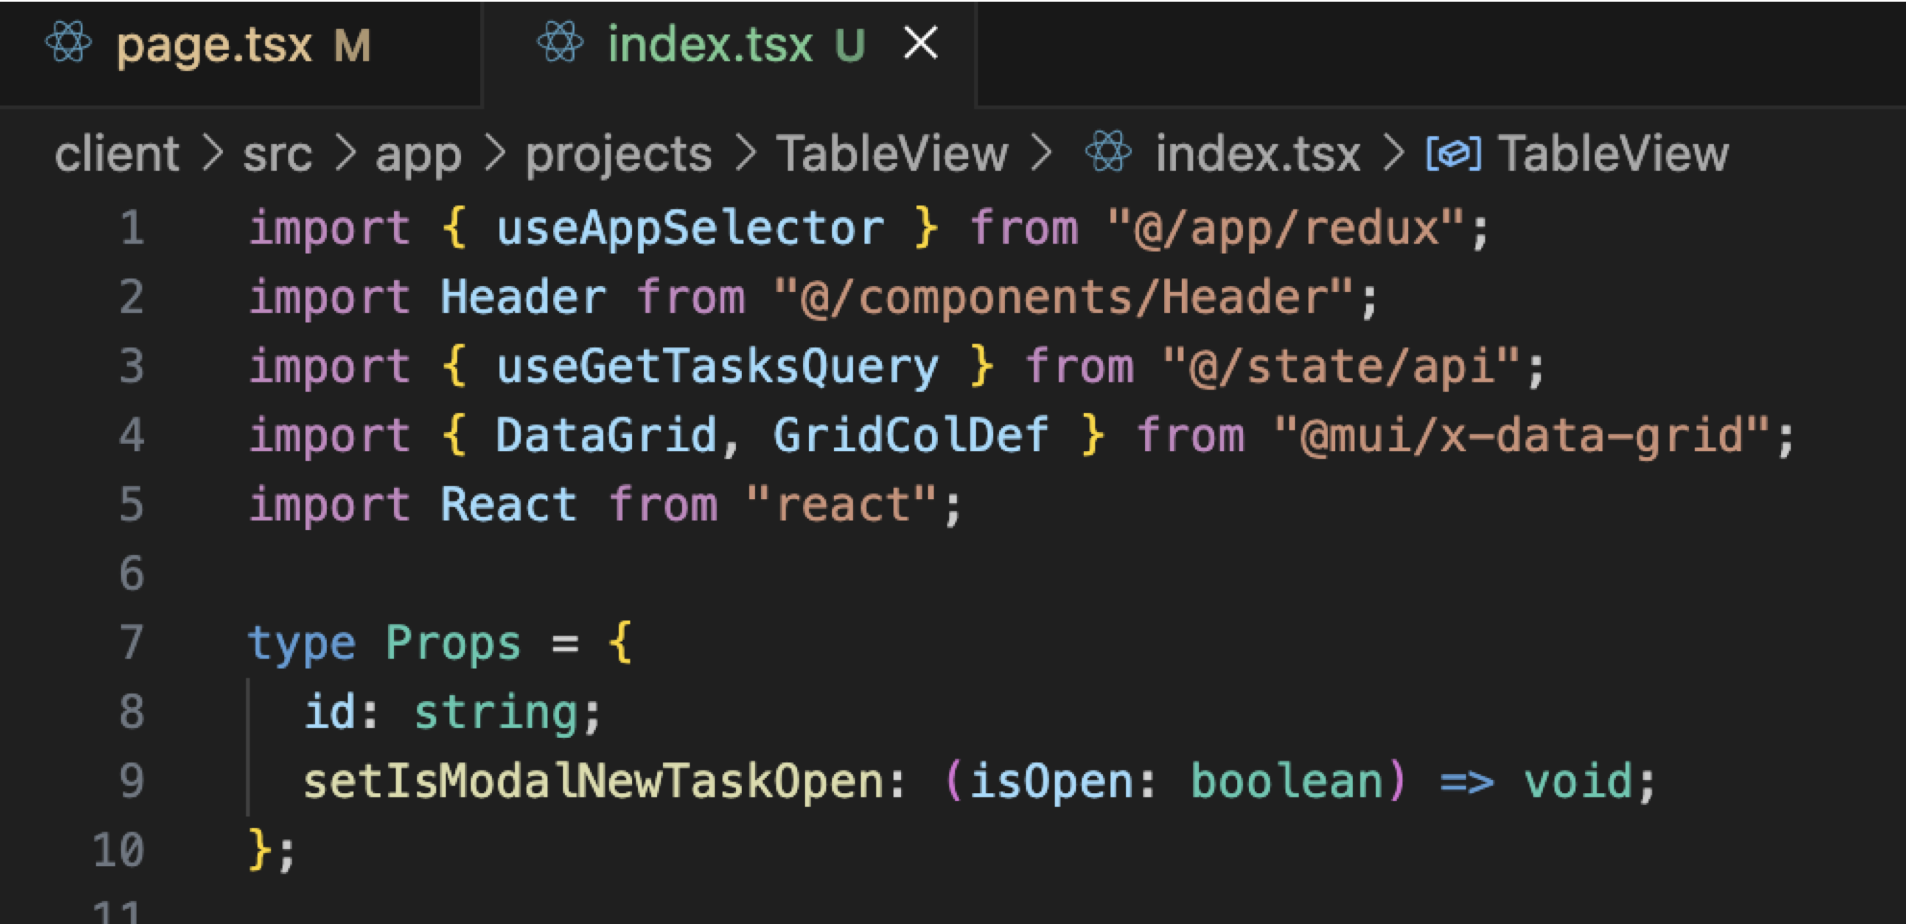 page.tsx M index.tsx U
client > src > app > projects > TableView > index.tsx > TableView
1 import { useAppSelector } from "@/app/redux";
2 import Header from "@/components/Header";
3 import { useGetTasksQuery } from "@/state/api";
4 import { DataGrid, GridColDef } from "@mui/x-data-grid";
5 import React from "react";
6
7 type Props = {
8   id: string;
9   setIsModalNewTaskOpen: (isOpen: boolean) => void;
10 };
11